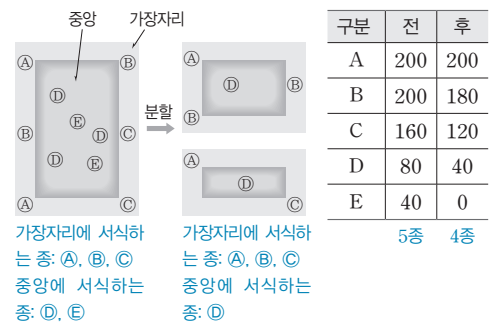 중앙 가장자리
Ⓐ Ⓑ
Ⓓ
Ⓔ
Ⓑ Ⓓ Ⓒ
Ⓓ Ⓔ
Ⓐ Ⓒ
분할
Ⓐ
Ⓓ Ⓑ
Ⓑ
Ⓐ
Ⓓ
Ⓒ
가장자리에 서식하
는 종: Ⓐ, Ⓑ, Ⓒ
중앙에 서식하는
종: Ⓓ, Ⓔ
가장자리에 서식하
는 종: Ⓐ, Ⓑ, Ⓒ
중앙에 서식하는
종: Ⓓ
구분 전 후
A 200 200
B 200 180
C 160 120
D 80 40
E 40 0
5종 4종